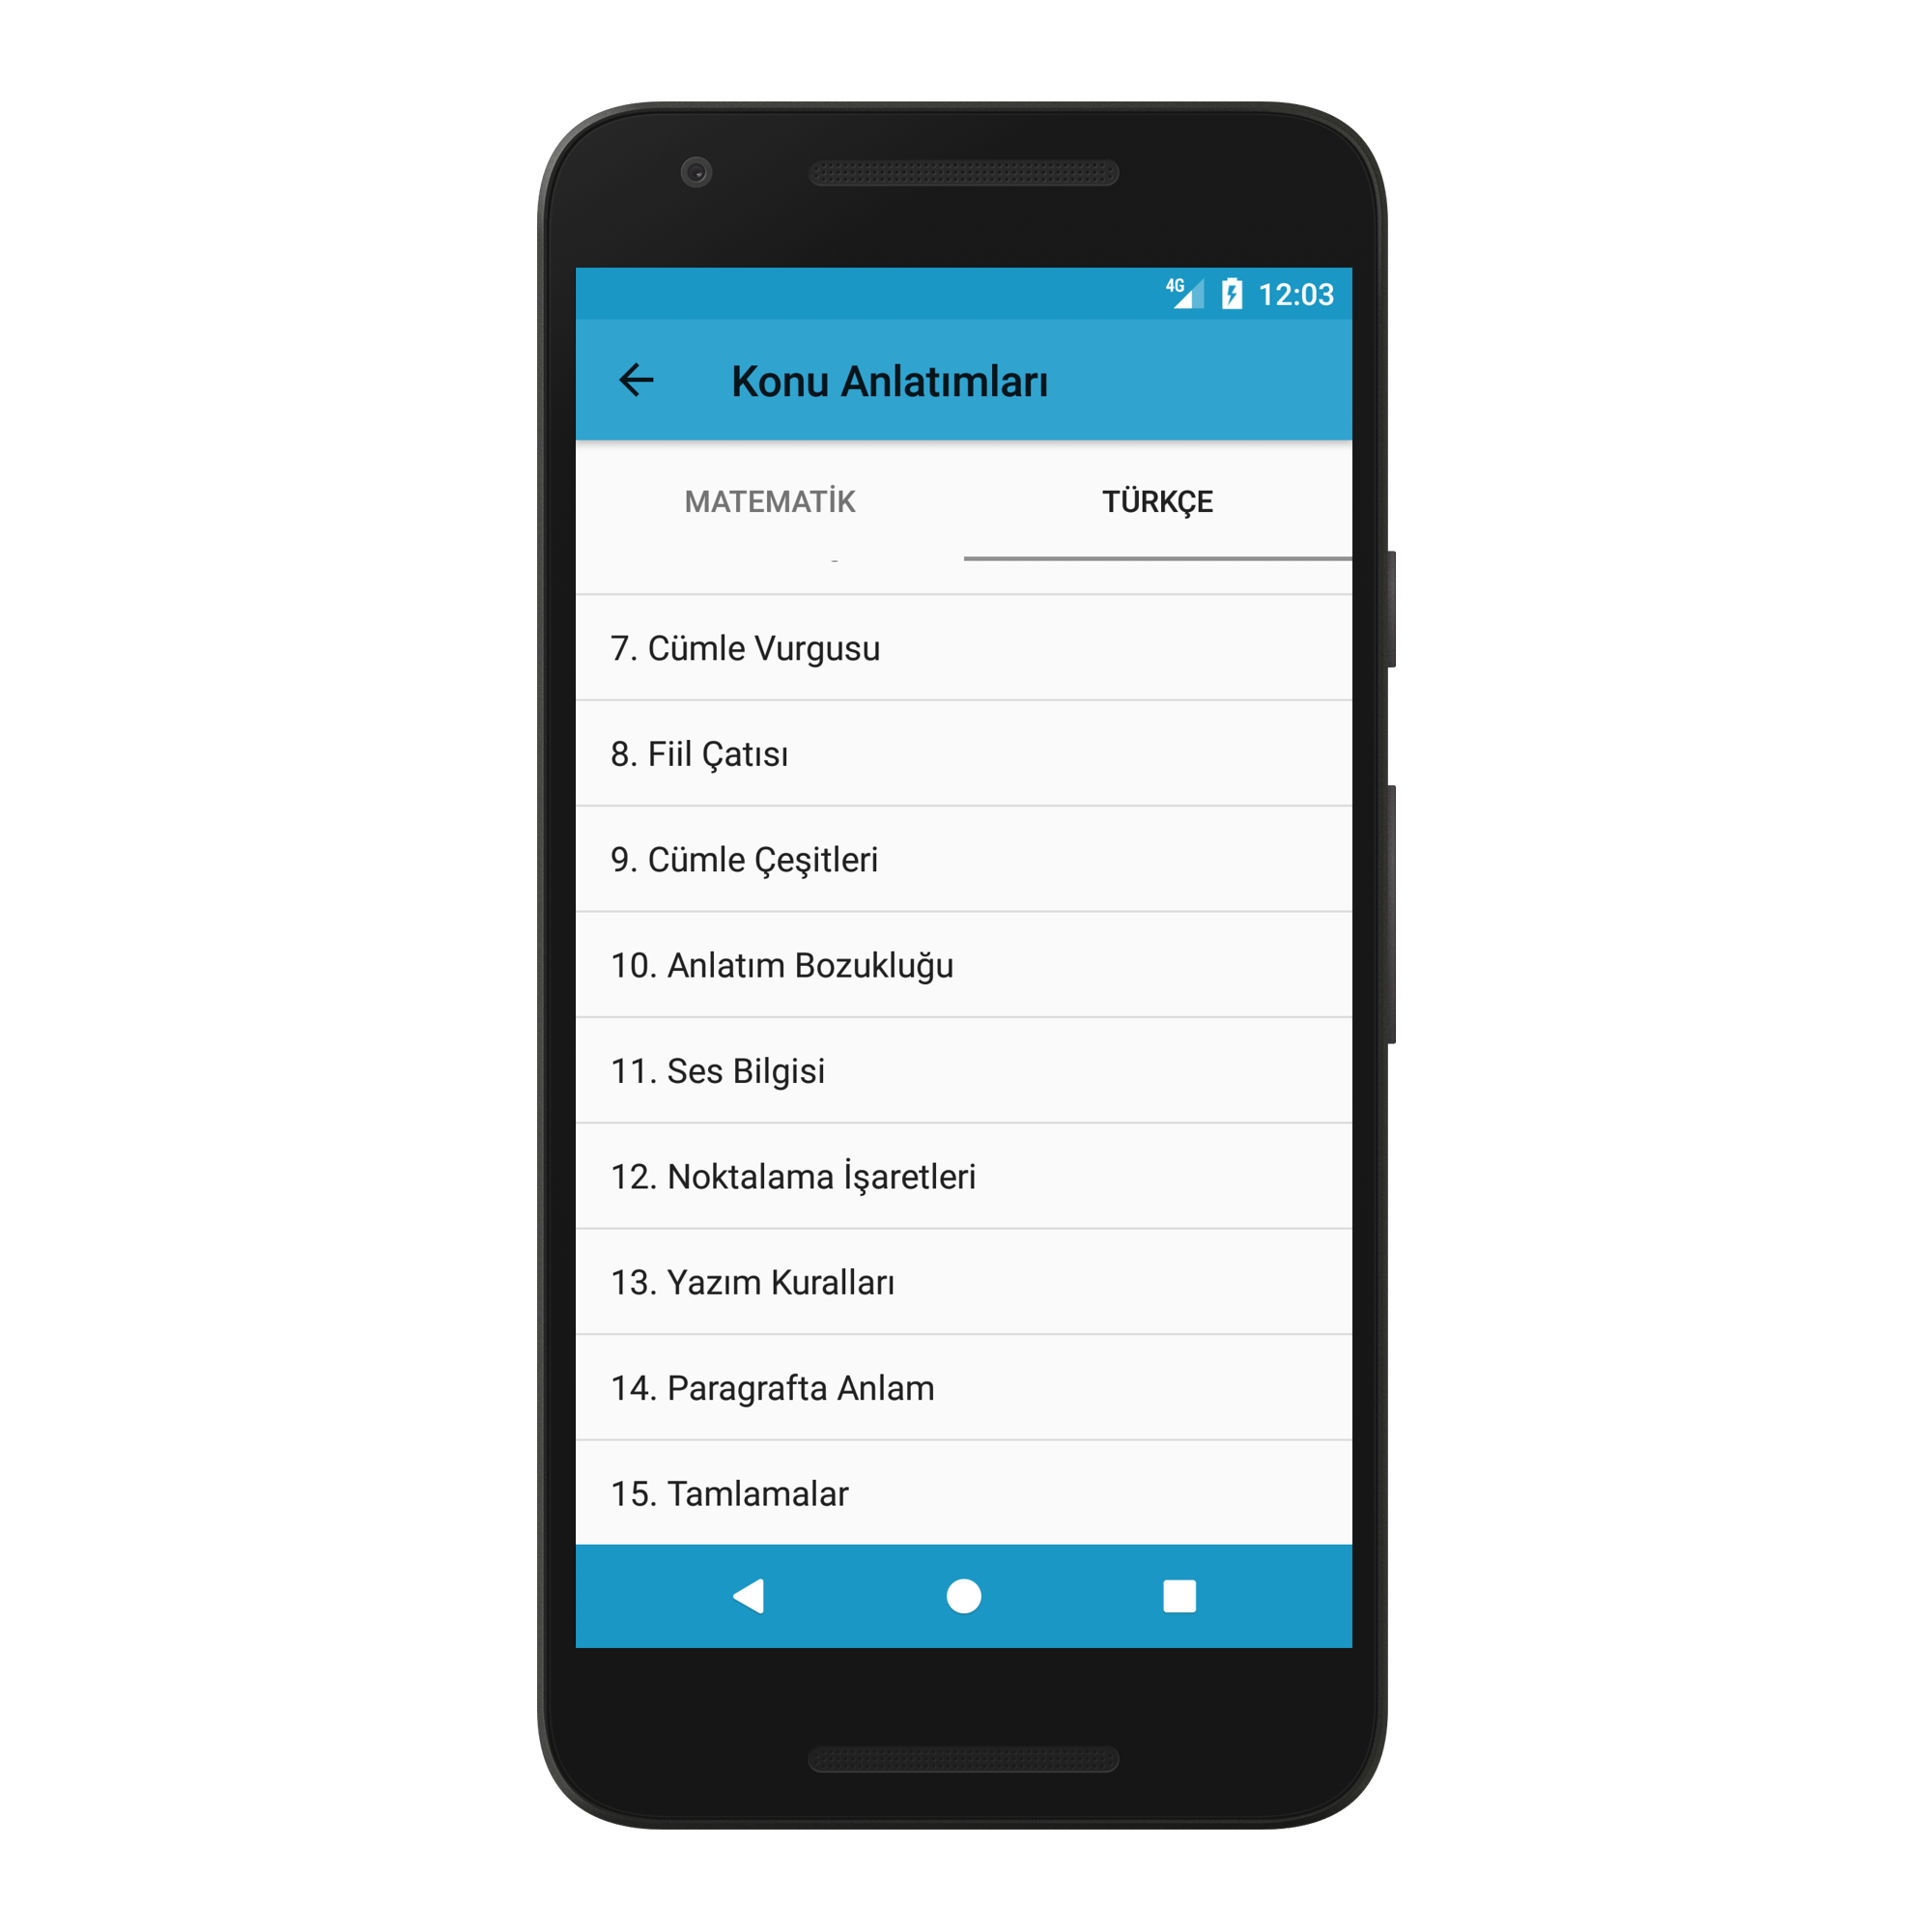 4G 12:03
Konu Anlatımları
MATEMATİK TÜRKÇE
7. Cümle Vurgusu
8. Fiil Çatısı
9. Cümle Çeşitleri
10. Anlatım Bozukluğu
11. Ses Bilgisi
12. Noktalama İşaretleri
13. Yazım Kuralları
14. Paragrafta Anlam
15. Tamlamalar